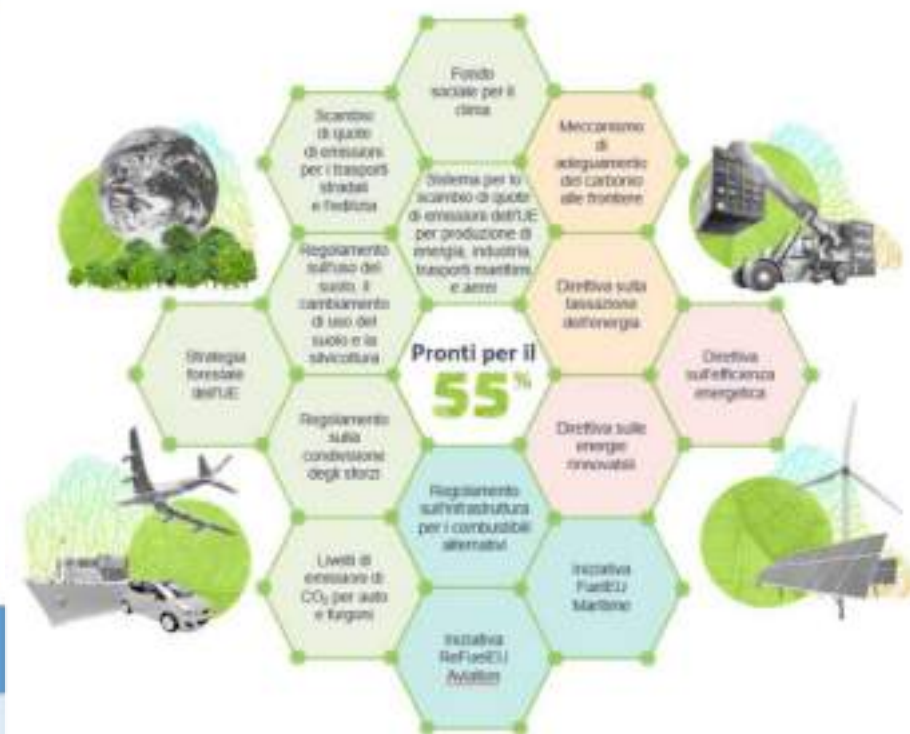 Fondo
sociale per il
clima
Scambio
di quote
di emissioni
per i trasporti
stradali
e l'edilizia
Meccanismo
di
adeguamento
del carbonio
alle frontiere
Sistema per lo
scambio di quote
di emissioni dell'UE
per produzione di
energia, industria,
trasporti marittimi
e aerei
Regolamento
sull'uso del
suolo, il
cambiamento
di uso del
suolo e la
silvicoltura
Direttiva sulla
tassazione
dell'energia
Strategia
forestale
dell'UE
Pronti per il
55%
Direttiva
sull'efficienza
energetica
Regolamento
sulla
condivisione
degli sforzi
Direttiva sulle
energie
rinnovabili
Regolamento
sull'infrastruttura
per i combustibili
alternativi
Livelli di
emissioni di
CO₂ per auto
e furgoni
Iniziativa
FuelEU
Maritime
Iniziativa
ReFuelEU
Aviation